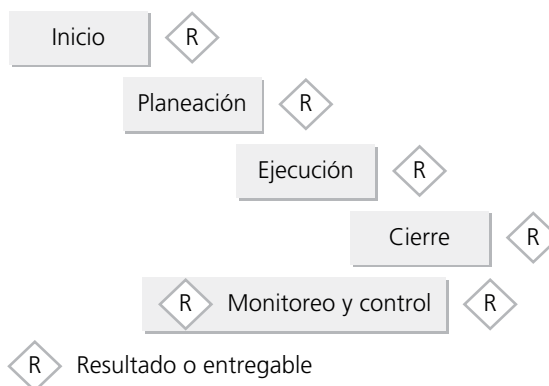 Inicio R
Planeación R
Ejecución R
Cierre R
R Monitoreo y control R
R Resultado o entregable